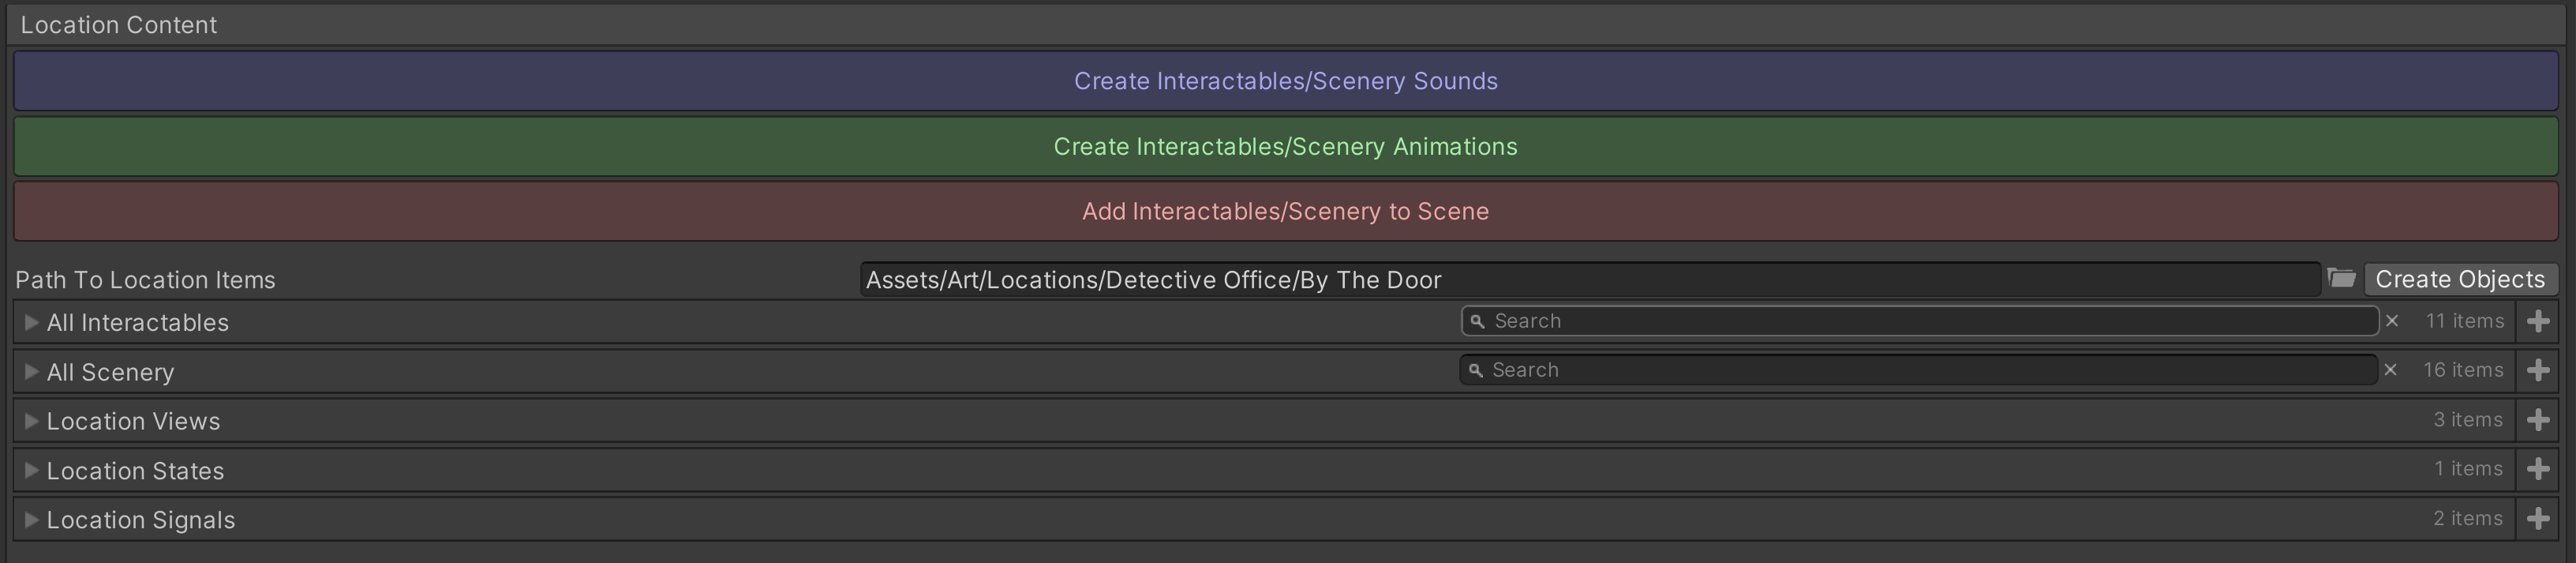 Location Content
Create Interactables/Scenery Sounds
Create Interactables/Scenery Animations
Add Interactables/Scenery to Scene
Path To Location Items Assets/Art/Locations/Detective Office/By The Door Create Objects
All Interactables Search 11 items
All Scenery Search 16 items
Location Views 3 items
Location States 1 items
Location Signals 2 items